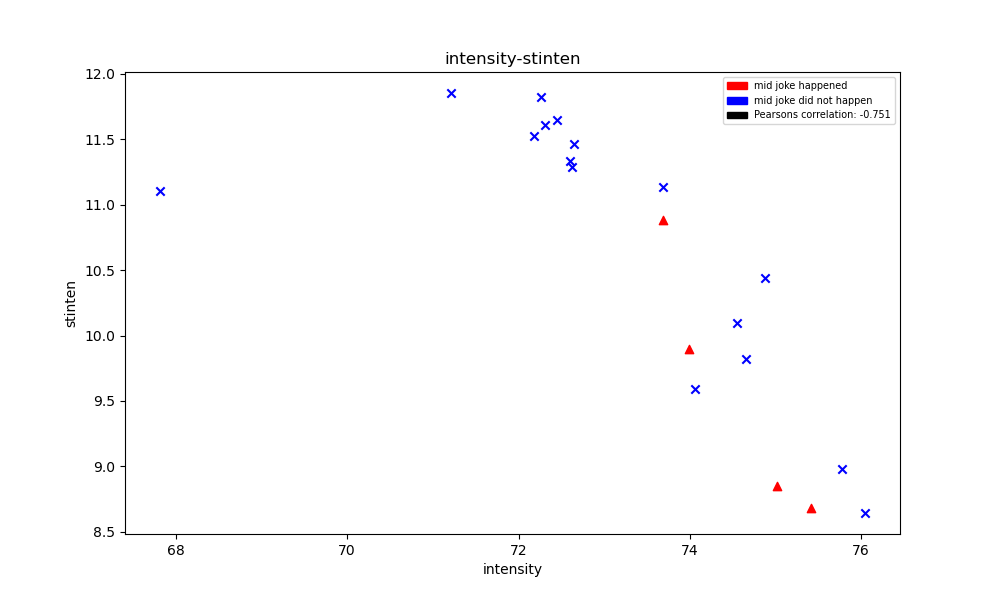 intensity-stinten
mid joke happened
mid joke did not happen
Pearsons correlation: -0.751
12.0
11.5
11.0
10.5
10.0
9.5
9.0
8.5
stinten
68 70 72 74 76
intensity